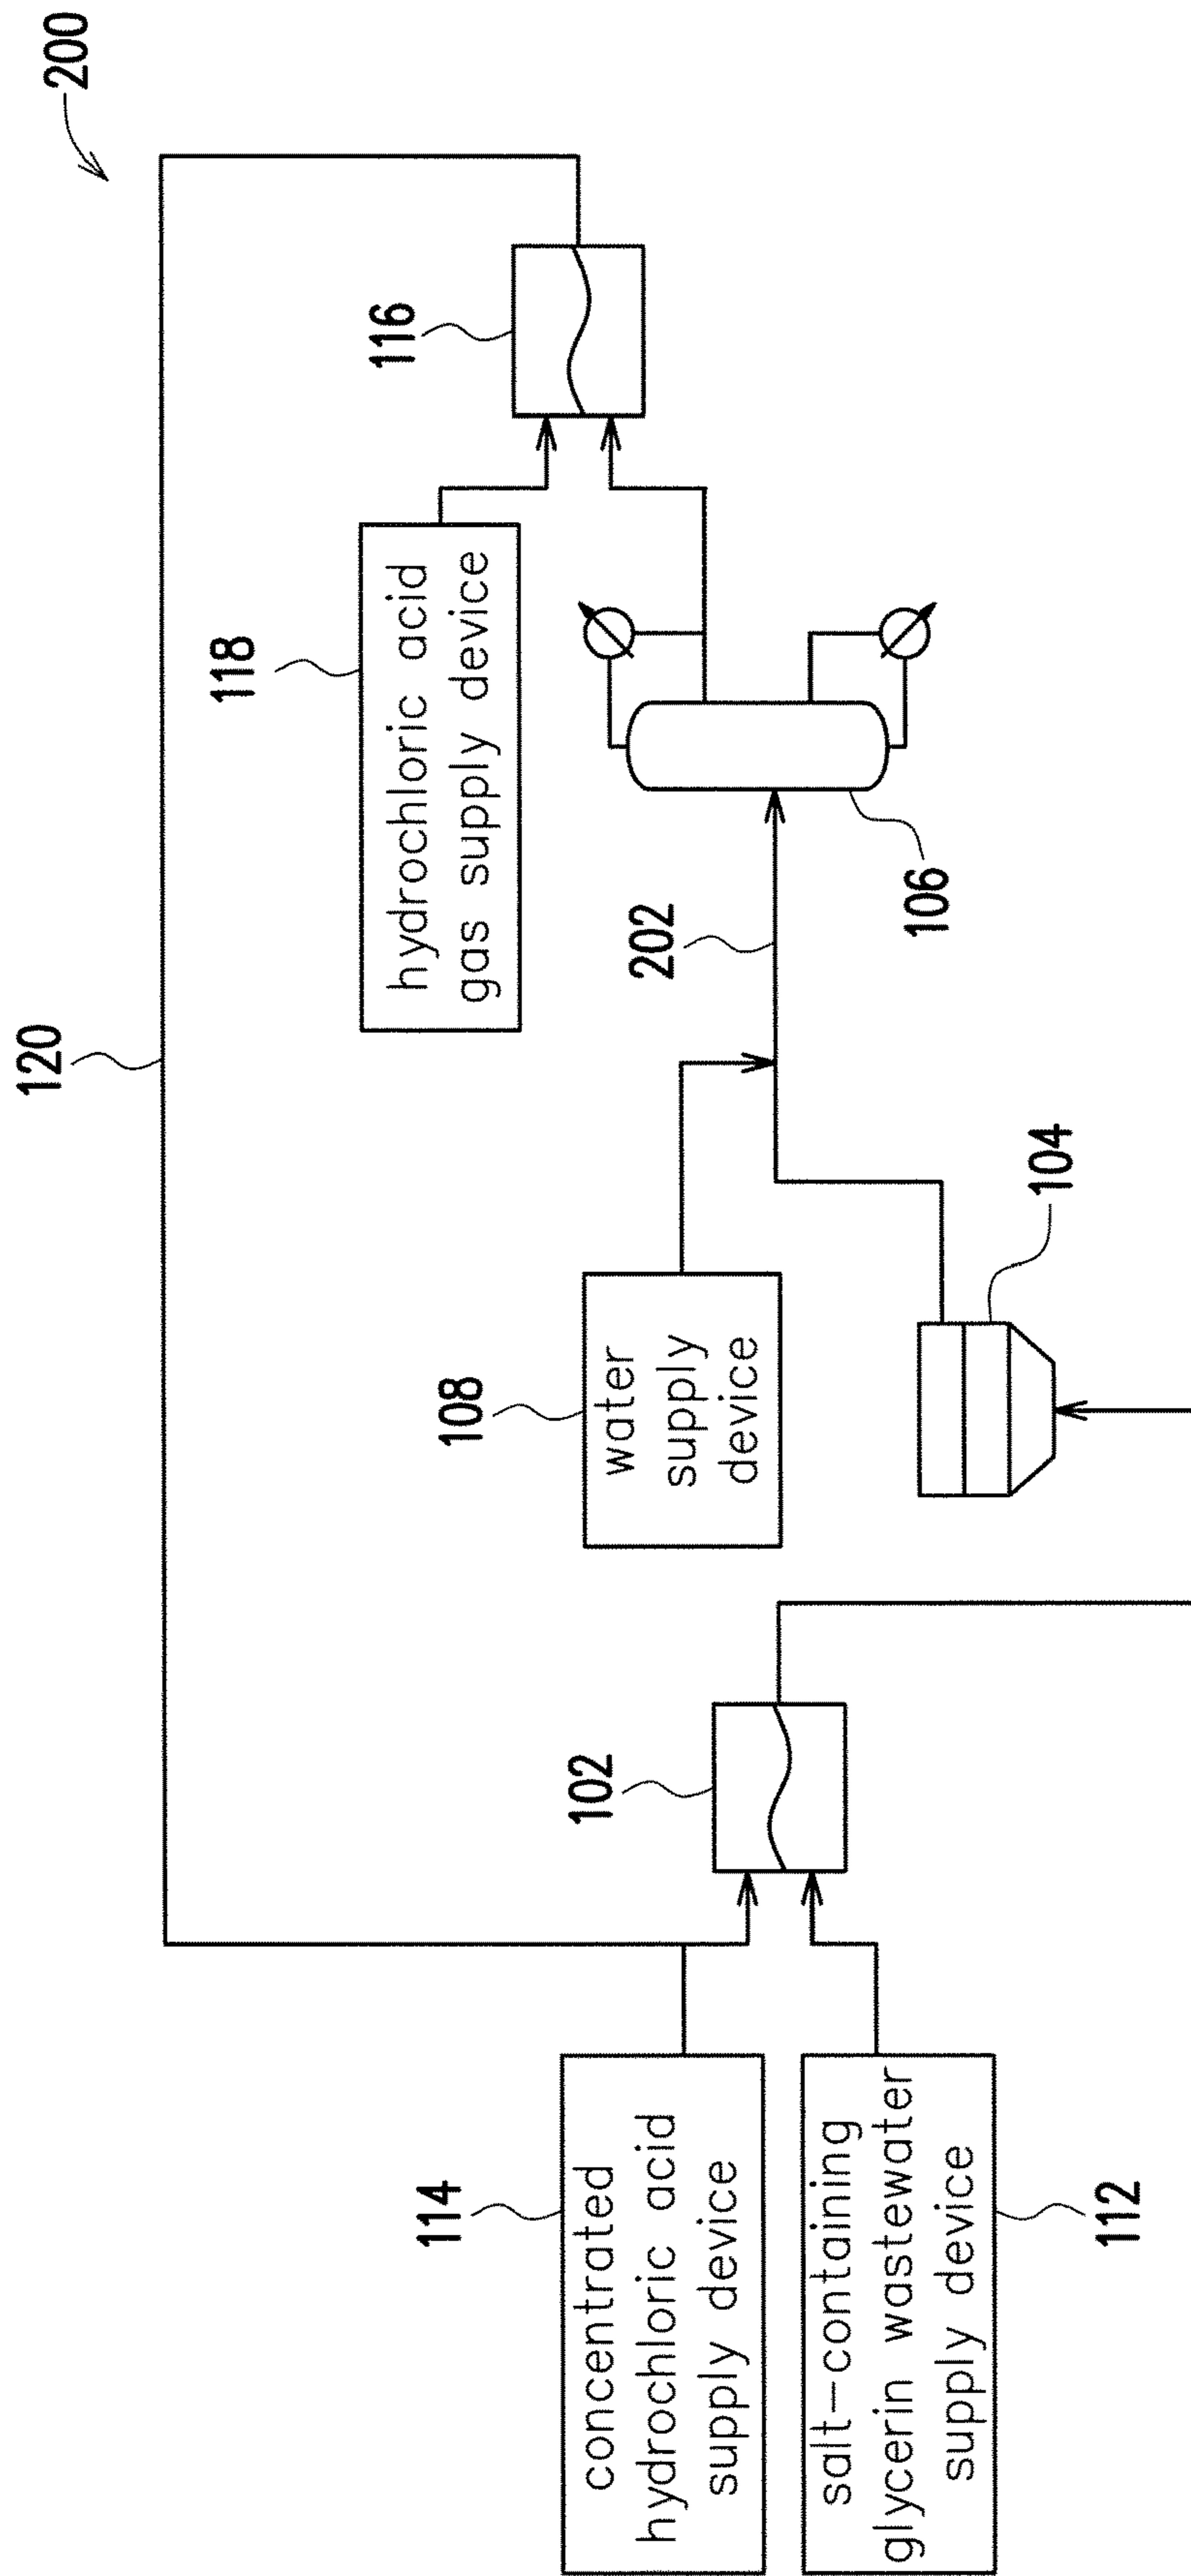 200
120
116
118
hydrochloric acid
gas supply device
202
106
108
water
supply
device
104
102
114
concentrated
hydrochloric acid
supply device
salt-containing
glycerin wastewater
supply device
112